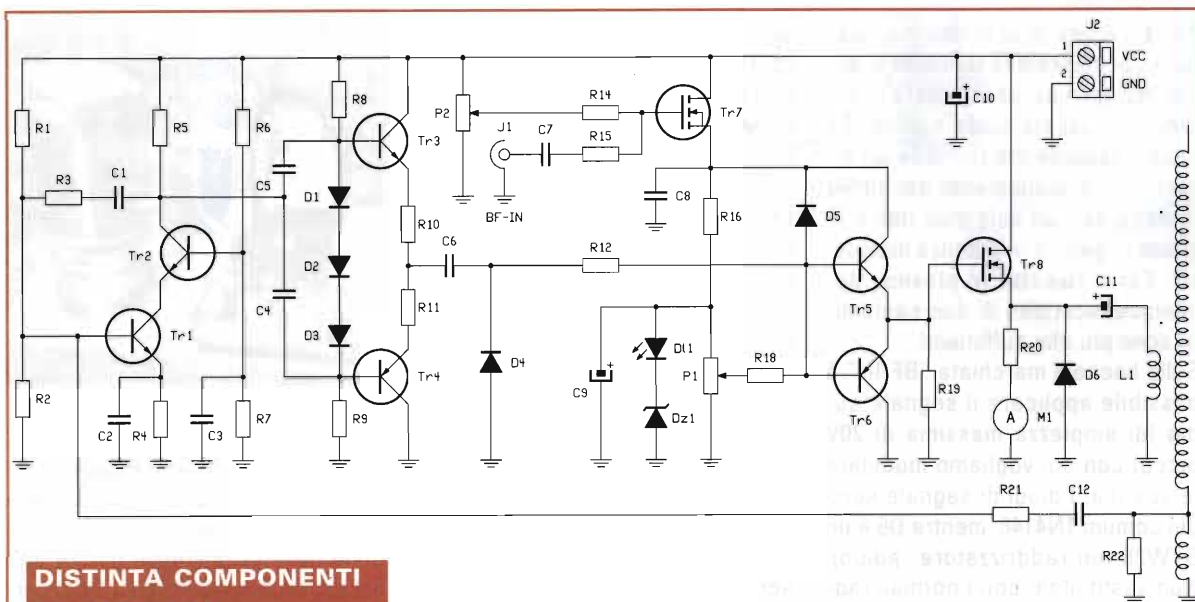 J2
1
VCC
2
GND
R1
R5
R6
R8
Tr3
P2
R14
Tr7
C10
J1
C7
R15
R3
C1
C5
D1
BF-IN
C8
R16
D5
R10
Tr2
D2
C6
R12
Tr8
C11
Tr5
C4
R11
Tr1
D3
D4
Dl1
P1
R18
R20
D6
L1
Tr4
C9
R2
R4
C2
C3
R7
R9
Dz1
Tr6
R19
A
M1
R21
C12
R22
DISTINTA COMPONENTI